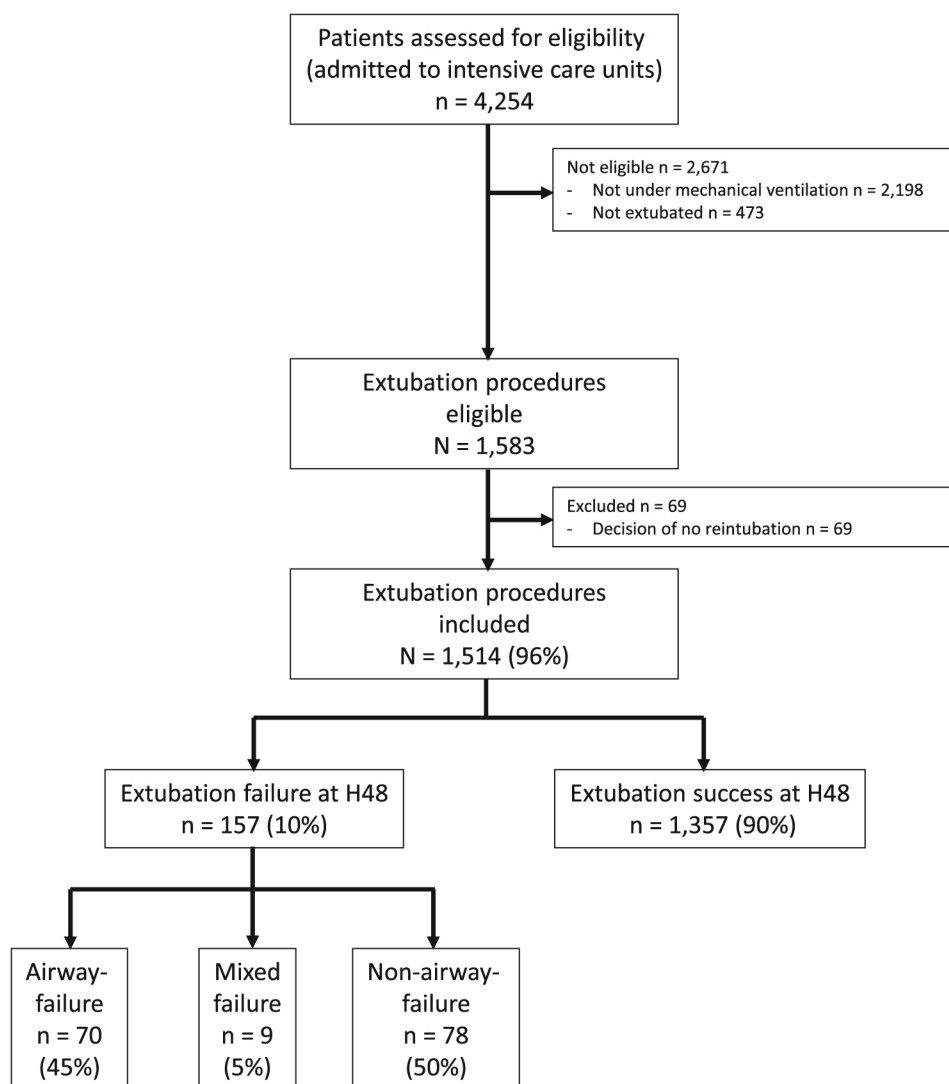 Patients assessed for eligibility
(admitted to intensive care units)
n = 4,254
Not eligible n = 2,671
- Not under mechanical ventilation n = 2,198
- Not extubated n = 473
Extubation procedures
eligible
N = 1,583
Excluded n = 69
- Decision of no reintubation n = 69
Extubation procedures
included
N = 1,514 (96%)
Extubation failure at H48
n = 157 (10%)
Extubation success at H48
n = 1,357 (90%)
Airway-
failure
n = 70
(45%)
Mixed
failure
n = 9
(5%)
Non-airway-
failure
n = 78
(50%)